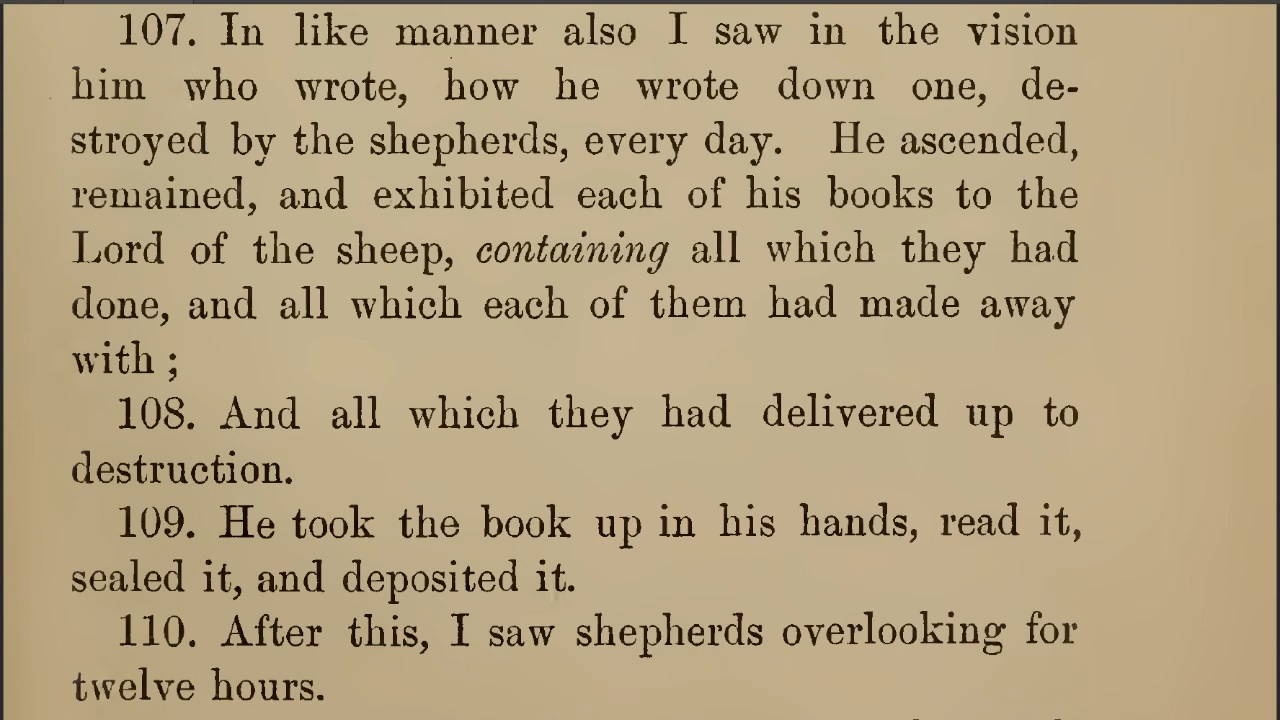 107. In like manner also I saw in the vision
him who wrote, how he wrote down one, de-
stroyed by the shepherds, every day. He ascended,
remained, and exhibited each of his books to the
Lord of the sheep, containing all which they had
done, and all which each of them had made away
with ;
108. And all which they had delivered up to
destruction.
109. He took the book up in his hands, read it,
sealed it, and deposited it.
110. After this, I saw shepherds overlooking for
twelve hours.